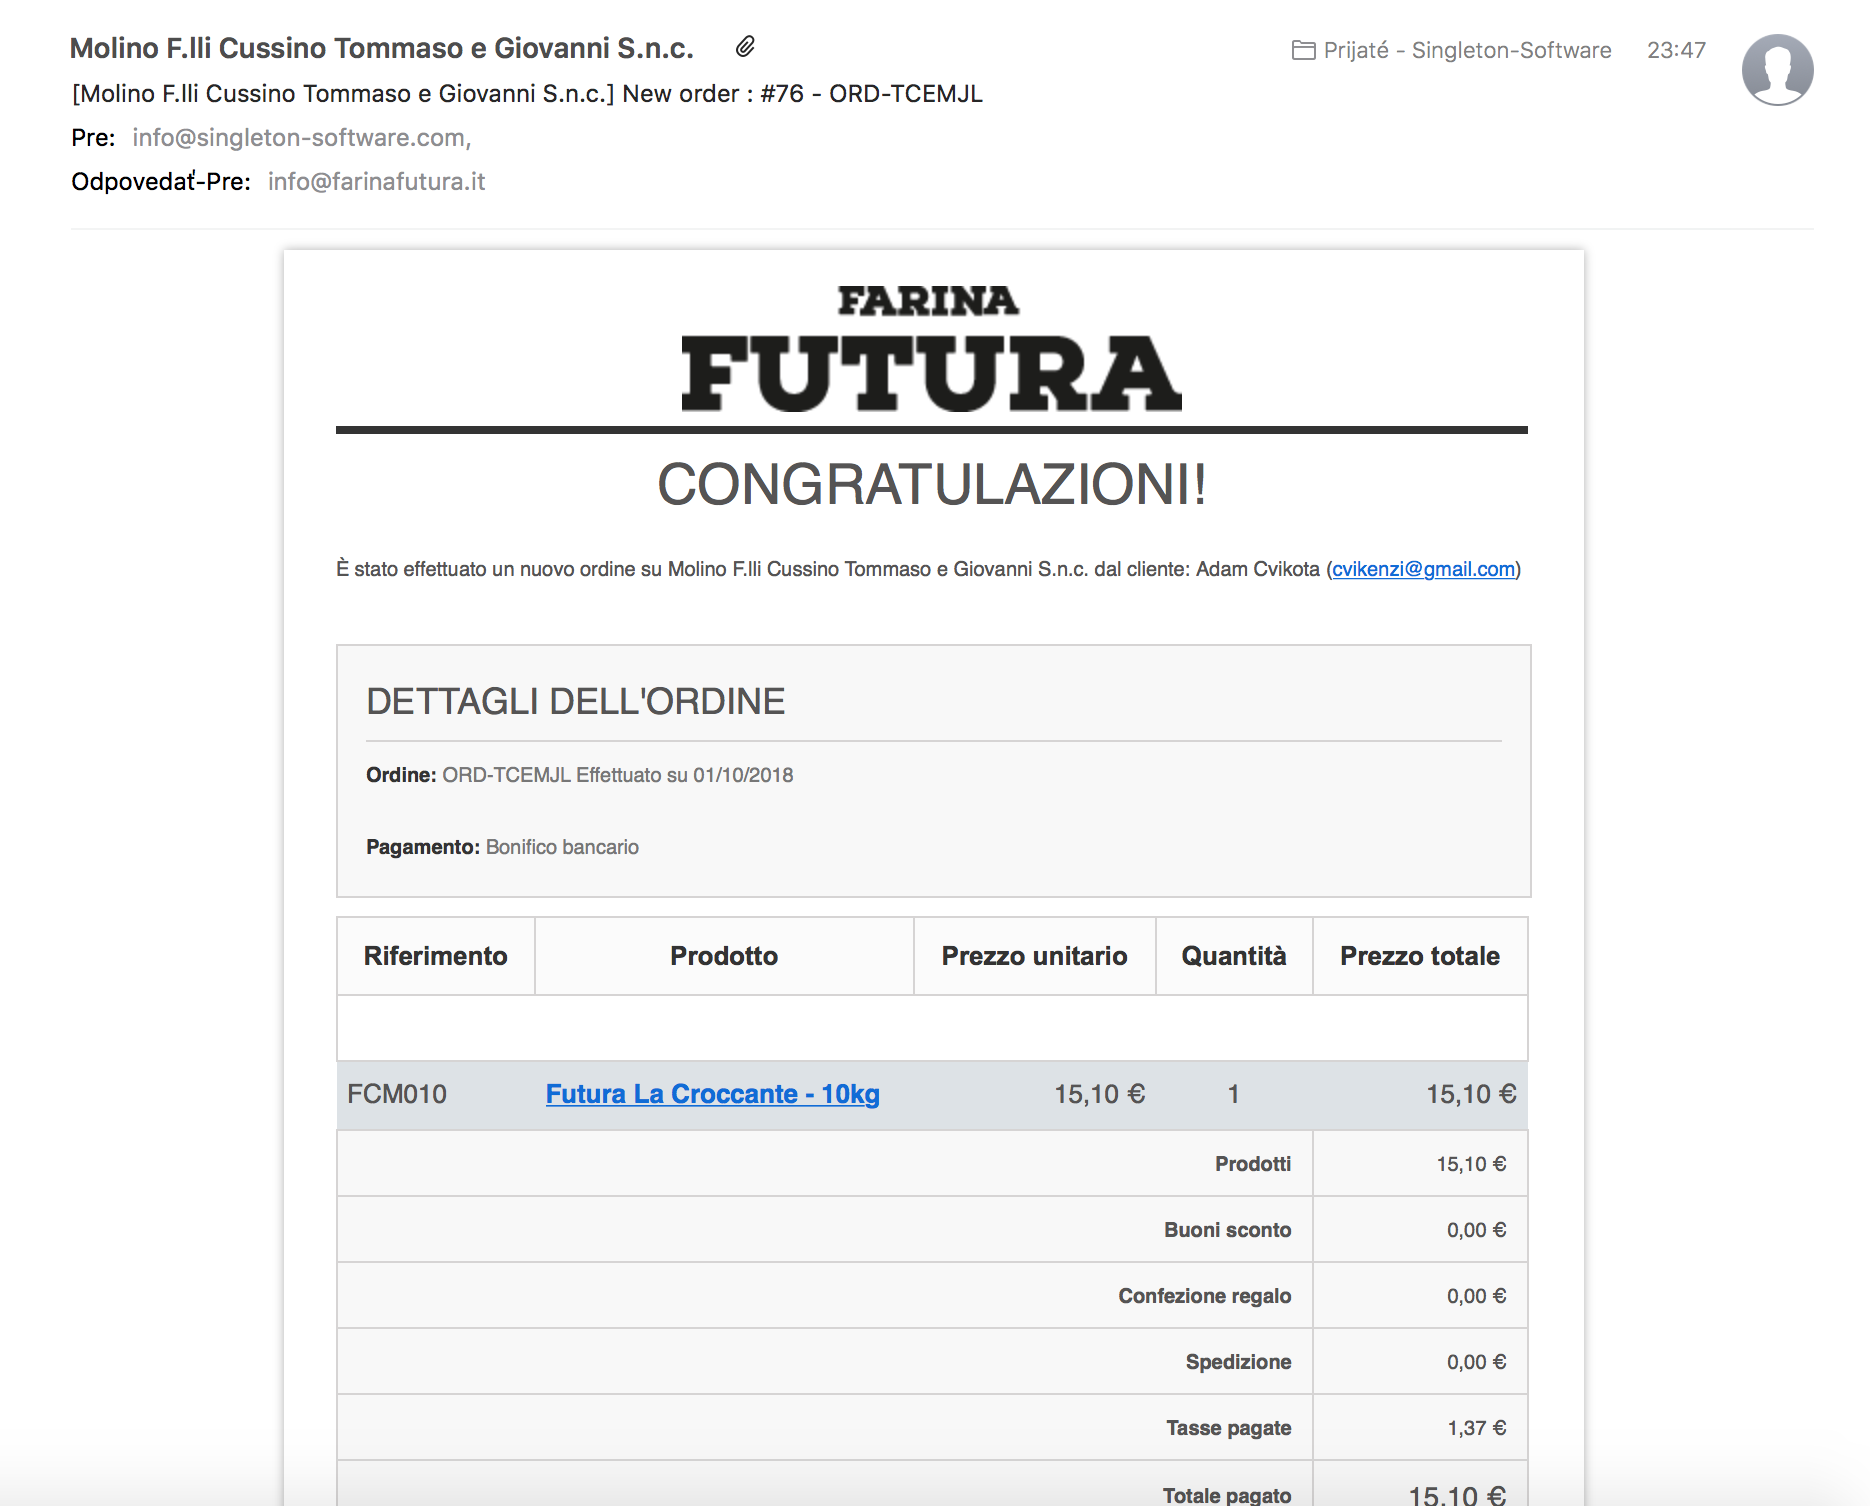 Molino F.lli Cussino Tommaso e Giovanni S.n.c.
Prijaté - Singleton-Software 23:47
[Molino F.lli Cussino Tommaso e Giovanni S.n.c.] New order : #76 - ORD-TCEMJL
Pre: info@singleton-software.com,
Odpovedať-Pre: info@farinafutura.it
FARINA
FUTURA
CONGRATULAZIONI!
È stato effettuato un nuovo ordine su Molino F.lli Cussino Tommaso e Giovanni S.n.c. dal cliente: Adam Cvikota (cvikenzi@gmail.com)
DETTAGLI DELL'ORDINE
Ordine: ORD-TCEMJL Effettuato su 01/10/2018
Pagamento: Bonifico bancario
Riferimento Prodotto Prezzo unitario Quantità Prezzo totale
FCM010 Futura La Croccante - 10kg 15,10 € 1 15,10 €
Prodotti 15,10 €
Buoni sconto 0,00 €
Confezione regalo 0,00 €
Spedizione 0,00 €
Tasse pagate 1,37 €
Totale pagato 15,10 €